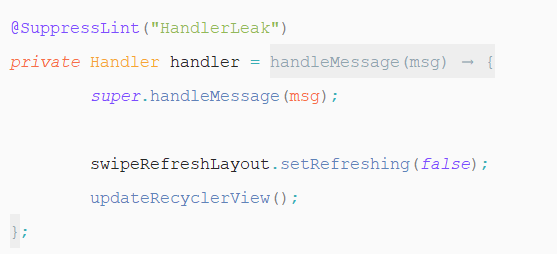 @SuppressLint("HandlerLeak")
private Handler handler = handleMessage(msg) → {
super.handleMessage(msg);
swipeRefreshLayout.setRefreshing(false);
updateRecyclerView();
};